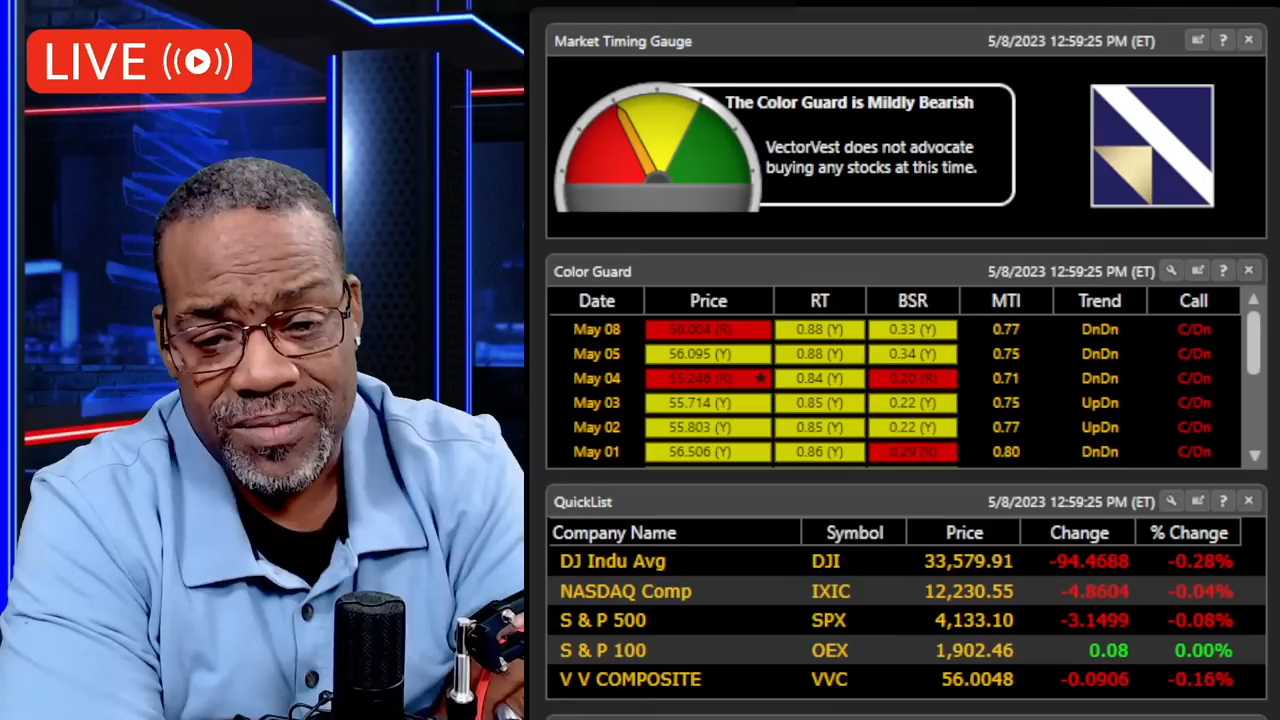 LIVE
Market Timing Gauge 5/8/2023 12:59:25 PM (ET) ? ×
The Color Guard is Mildly Bearish
VectorVest does not advocate
buying any stocks at this time.
Color Guard 5/8/2023 12:59:25 PM (ET) ? ×
Date Price RT BSR MTI Trend Call
May 08 56.004 (R) 0.88 (Y) 0.33 (Y) 0.77 DnDn C/Dn
May 05 56.095 (Y) 0.88 (Y) 0.34 (Y) 0.75 DnDn C/Dn
May 04 55.246 (R) ★ 0.84 (Y) 0.20 (R) 0.71 DnDn C/Dn
May 03 55.714 (Y) 0.85 (Y) 0.22 (Y) 0.75 UpDn C/Dn
May 02 55.803 (Y) 0.85 (Y) 0.22 (Y) 0.77 UpDn C/Dn
May 01 56.506 (Y) 0.86 (Y) 0.29 (R) 0.80 DnDn C/Dn
QuickList 5/8/2023 12:59:25 PM (ET) ? ×
Company Name Symbol Price Change % Change
DJ Indu Avg DJI 33,579.91 -94.4688 -0.28%
NASDAQ Comp IXIC 12,230.55 -4.8604 -0.04%
S & P 500 SPX 4,133.10 -3.1499 -0.08%
S & P 100 OEX 1,902.46 0.08 0.00%
V V COMPOSITE VVC 56.0048 -0.0906 -0.16%